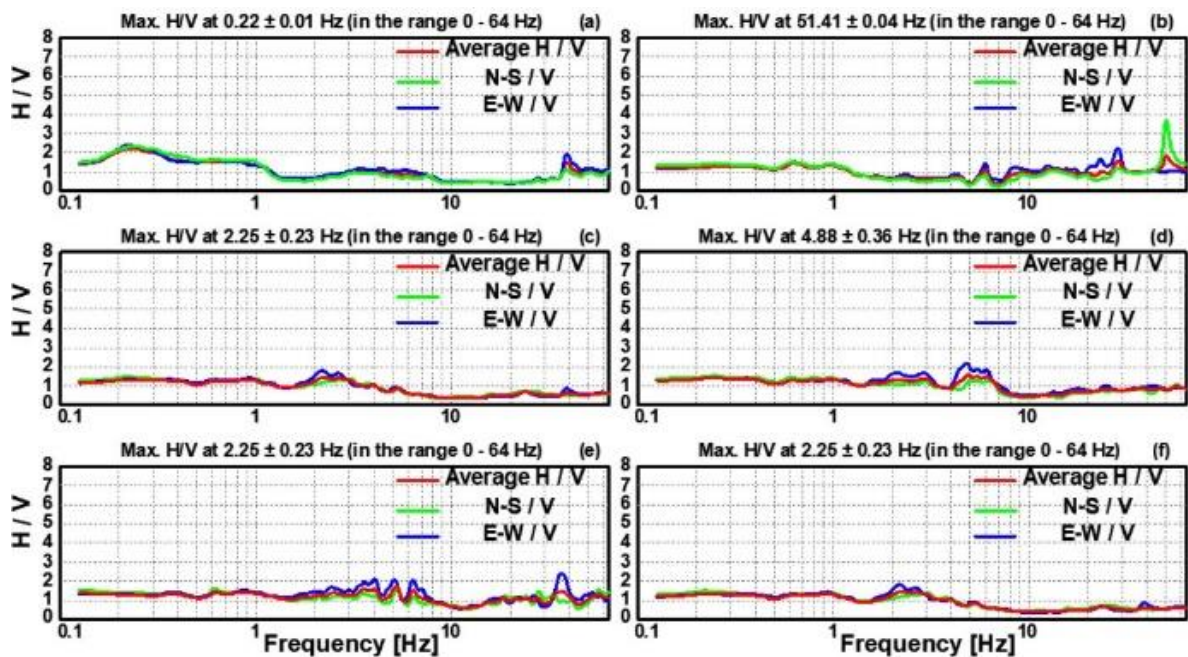 Max. H/V at 0.22 ± 0.01 Hz (in the range 0 - 64 Hz) (a)
8
7
6
5
4
3
2
1
0
H / V
Average H / V
N-S / V
E-W / V
0.1 1 10
Max. H/V at 51.41 ± 0.04 Hz (in the range 0 - 64 Hz) (b)
8
7
6
5
4
3
2
1
0
Average H / V
N-S / V
E-W / V
0.1 1 10
Max. H/V at 2.25 ± 0.23 Hz (in the range 0 - 64 Hz) (c)
8
7
6
5
4
3
2
1
0
H / V
Average H / V
N-S / V
E-W / V
0.1 1 10
Max. H/V at 4.88 ± 0.36 Hz (in the range 0 - 64 Hz) (d)
8
7
6
5
4
3
2
1
0
Average H / V
N-S / V
E-W / V
0.1 1 10
Max. H/V at 2.25 ± 0.23 Hz (in the range 0 - 64 Hz) (e)
8
7
6
5
4
3
2
1
0
H / V
Average H / V
N-S / V
E-W / V
0.1 1 10
Frequency [Hz]
Max. H/V at 2.25 ± 0.23 Hz (in the range 0 - 64 Hz) (f)
8
7
6
5
4
3
2
1
0
Average H / V
N-S / V
E-W / V
0.1 1 10
Frequency [Hz]